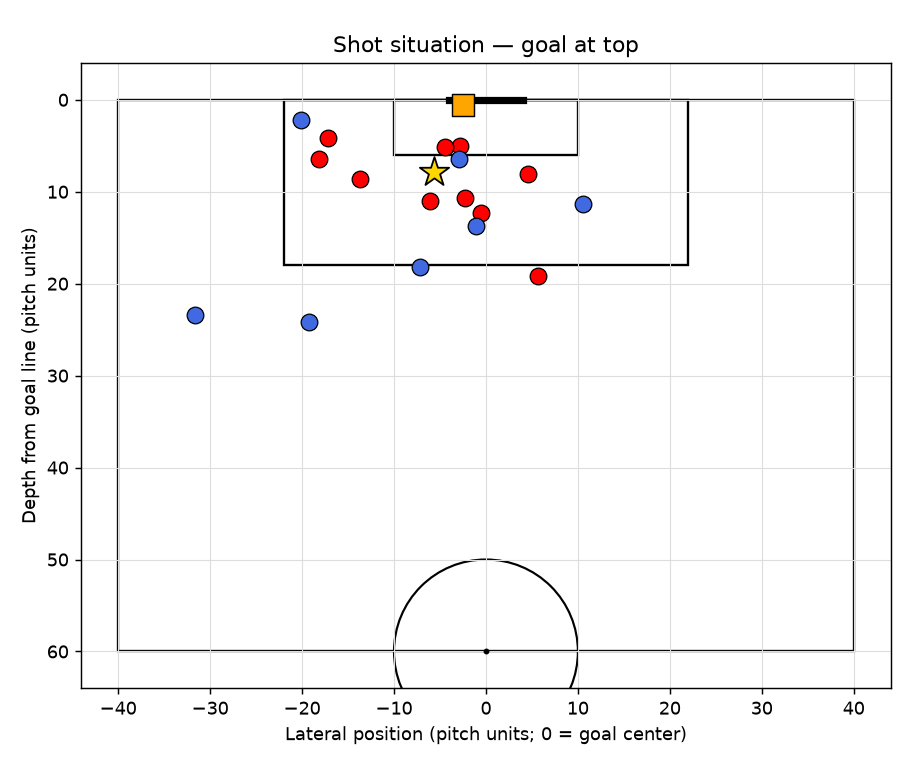 Shot situation — goal at top
0
10
20
30
40
50
60
Depth from goal line (pitch units)
−40 −30 −20 −10 0 10 20 30 40
Lateral position (pitch units; 0 = goal center)